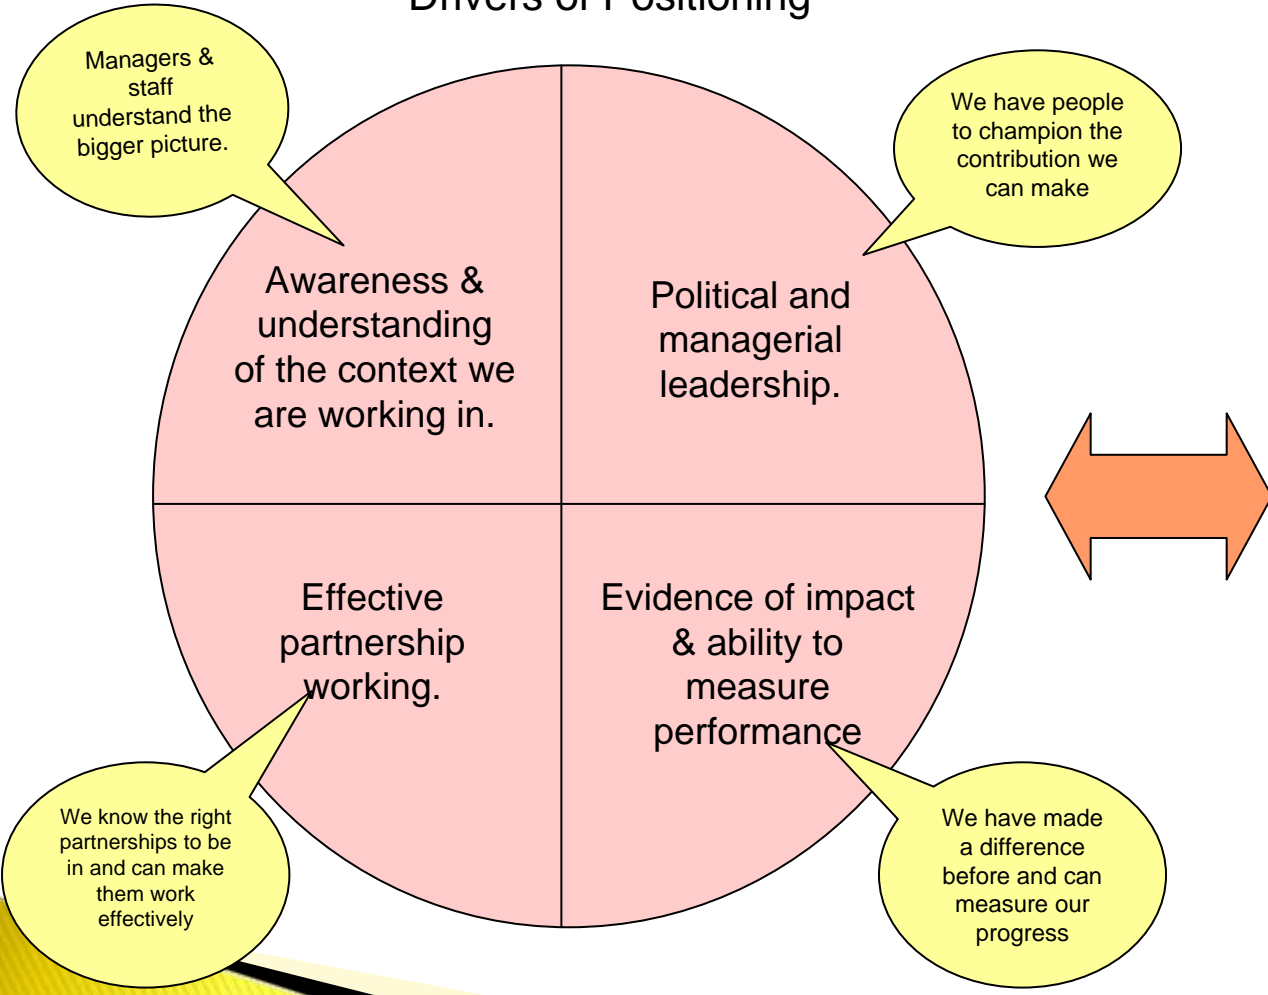 Drivers of Positioning
Managers &
staff
understand the
bigger picture.
We have people
to champion the
contribution we
can make
Awareness &
understanding
of the context we
are working in.
Political and
managerial
leadership.
Effective
partnership
working.
Evidence of impact
& ability to
measure
performance
We know the right
partnerships to be
in and can make
them work
effectively
We have made
a difference
before and can
measure our
progress